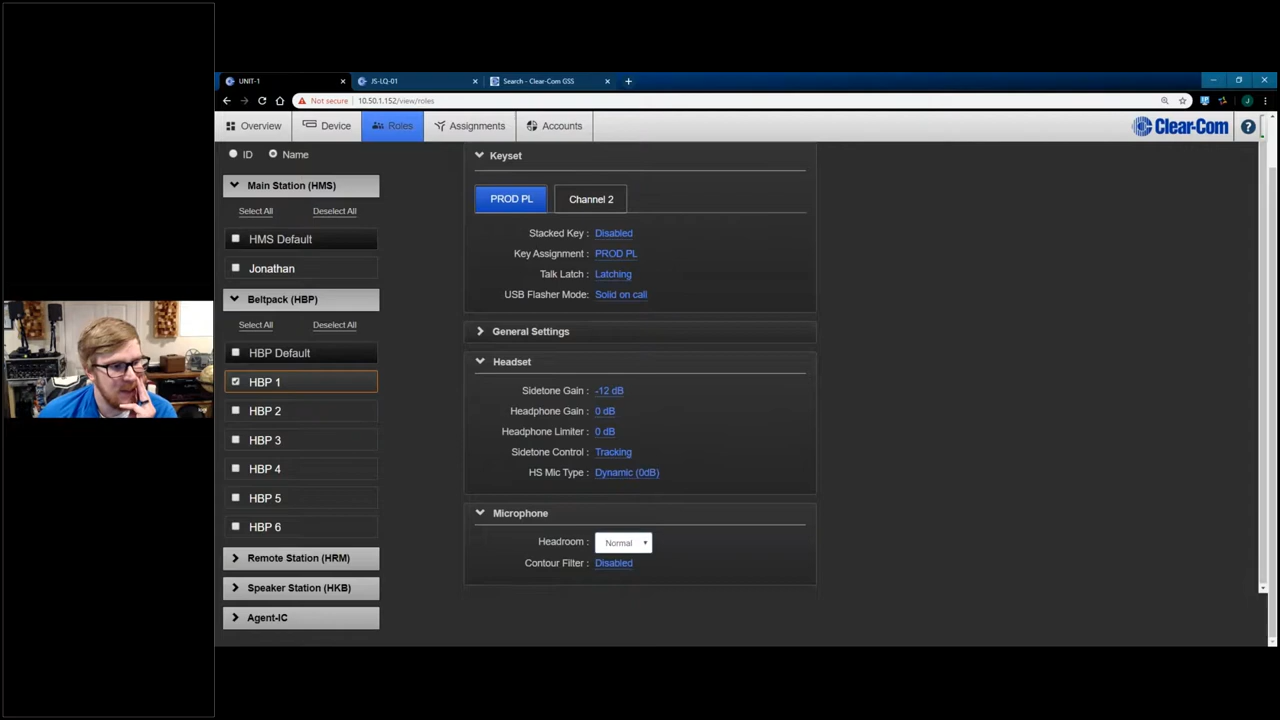 UNIT-1
JS-LQ-01
Search - Clear-Com GSS
Not secure 10.50.1.152/view/roles
Overview Device Roles Assignments Accounts Clear-Com
ID Name
Main Station (HMS)
Select All Deselect All
HMS Default
Jonathan
Beltpack (HBP)
Select All Deselect All
HBP Default
HBP 1
HBP 2
HBP 3
HBP 4
HBP 5
HBP 6
Remote Station (HRM)
Speaker Station (HKB)
Agent-IC
Keyset
PROD PL Channel 2
Stacked Key : Disabled
Key Assignment : PROD PL
Talk Latch : Latching
USB Flasher Mode: Solid on call
General Settings
Headset
Sidetone Gain : -12 dB
Headphone Gain : 0 dB
Headphone Limiter : 0 dB
Sidetone Control : Tracking
HS Mic Type : Dynamic (0dB)
Microphone
Headroom : Normal
Contour Filter : Disabled